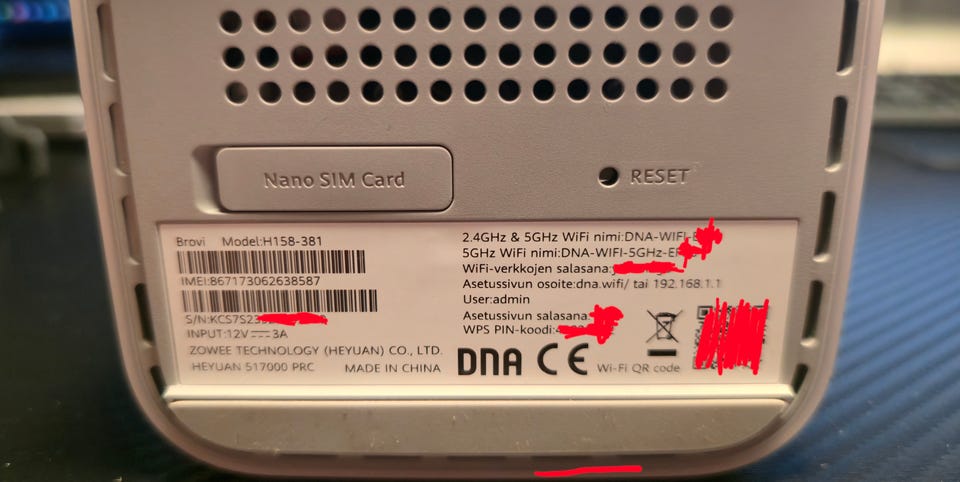 Nano SIM Card
RESET
Brovi Model:H158-381
IMEI:867173062638587
S/N:KCS7S23
INPUT:12V⎓3A
ZOWEE TECHNOLOGY (HEYUAN) CO., LTD.
HEYUAN 517000 PRC MADE IN CHINA
2.4GHz & 5GHz WiFi nimi:DNA-WIFI-
5GHz WiFi nimi:DNA-WIFI-5GHz-
WiFi-verkkojen salasana:
Asetussivun osoite:dna.wifi/ tai 192.168.1.1
User:admin
Asetussivun salasana:
WPS PIN-koodi:
DNA CE Wi-Fi QR code